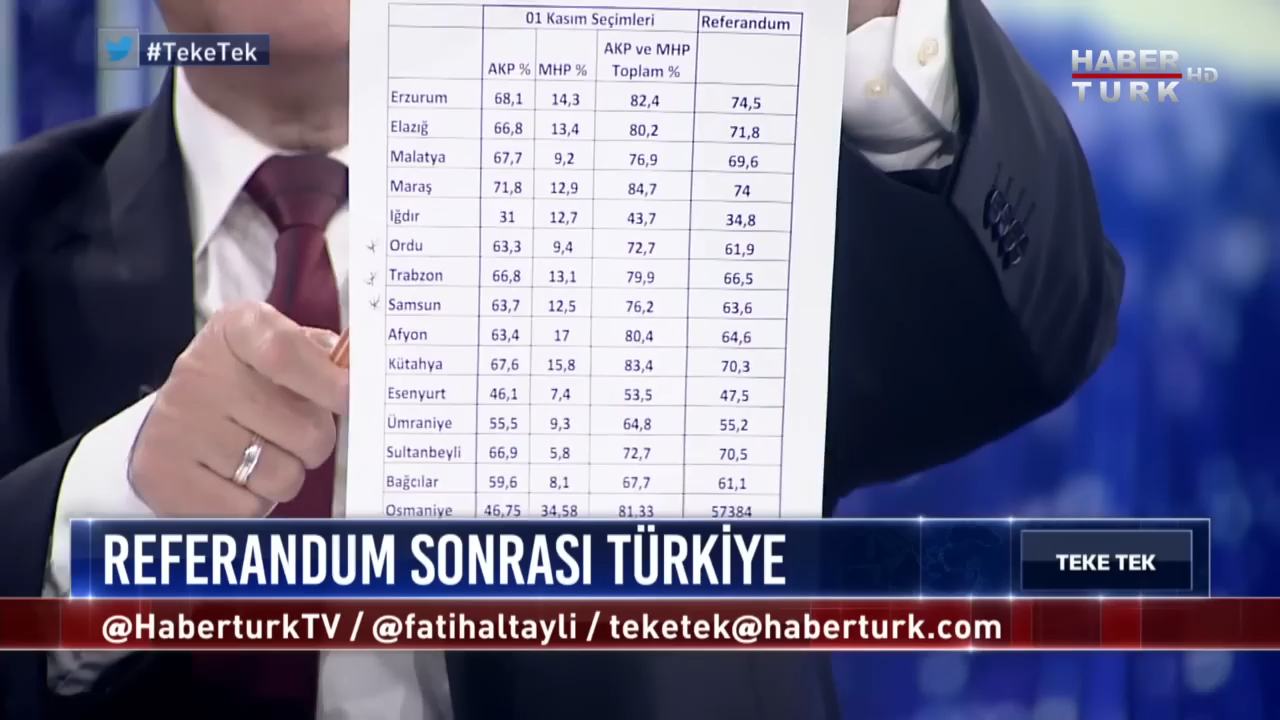 #TekeTek
HABER
TURK HD
01 Kasım Seçimleri Referandum
AKP % MHP % AKP ve MHP Toplam %
Erzurum 68,1 14,3 82,4 74,5
Elazığ 66,8 13,4 80,2 71,8
Malatya 67,7 9,2 76,9 69,6
Maraş 71,8 12,9 84,7 74
Iğdır 31 12,7 43,7 34,8
Ordu 63,3 9,4 72,7 61,9
Trabzon 66,8 13,1 79,9 66,5
Samsun 63,7 12,5 76,2 63,6
Afyon 63,4 17 80,4 64,6
Kütahya 67,6 15,8 83,4 70,3
Esenyurt 46,1 7,4 53,5 47,5
Ümraniye 55,5 9,3 64,8 55,2
Sultanbeyli 66,9 5,8 72,7 70,5
Bağcılar 59,6 8,1 67,7 61,1
Osmaniye 46,75 34,58 81,33 57384
REFERANDUM SONRASI TÜRKİYE
TEKE TEK
@HaberturkTV / @fatihaltayli / teketek@haberturk.com